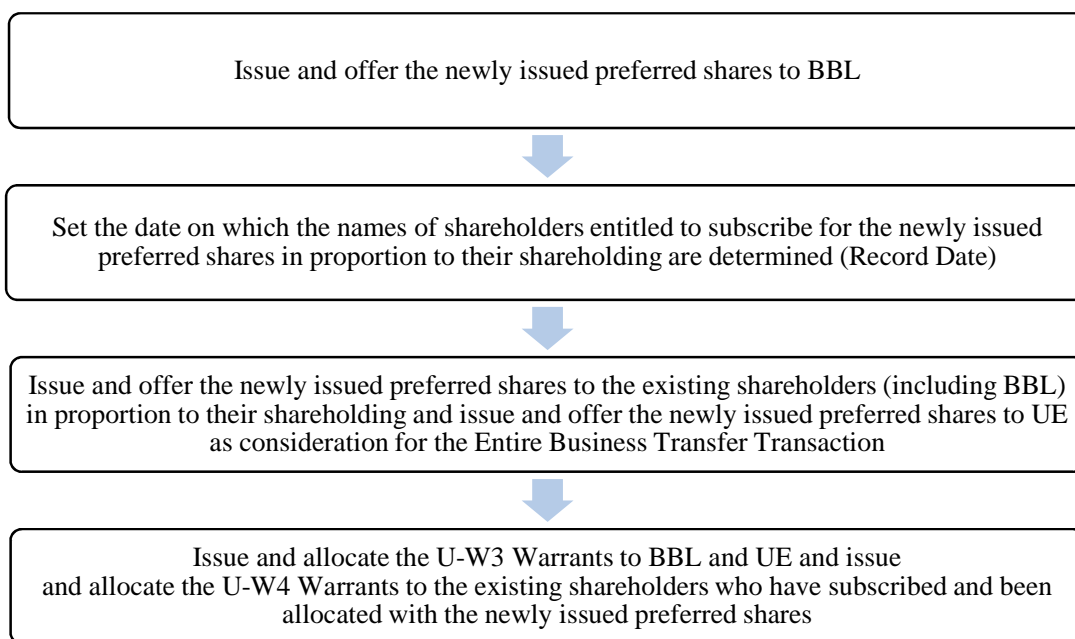 Issue and offer the newly issued preferred shares to BBL
Set the date on which the names of shareholders entitled to subscribe for the newly issued
preferred shares in proportion to their shareholding are determined (Record Date)
Issue and offer the newly issued preferred shares to the existing shareholders (including BBL)
in proportion to their shareholding and issue and offer the newly issued preferred shares to UE
as consideration for the Entire Business Transfer Transaction
Issue and allocate the U-W3 Warrants to BBL and UE and issue
and allocate the U-W4 Warrants to the existing shareholders who have subscribed and been
allocated with the newly issued preferred shares